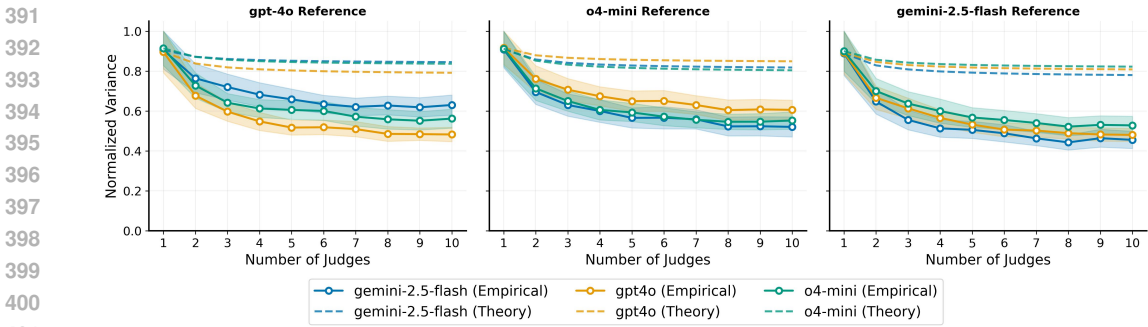 391
392
393
394
395
396
397
398
399
400
gpt-4o Reference
o4-mini Reference
gemini-2.5-flash Reference
Normalized Variance
1.0
0.8
0.6
0.4
0.2
0.0
1 2 3 4 5 6 7 8 9 10
1 2 3 4 5 6 7 8 9 10
1 2 3 4 5 6 7 8 9 10
Number of Judges
Number of Judges
Number of Judges
gemini-2.5-flash (Empirical)
gpt4o (Empirical)
o4-mini (Empirical)
gemini-2.5-flash (Theory)
gpt4o (Theory)
o4-mini (Theory)